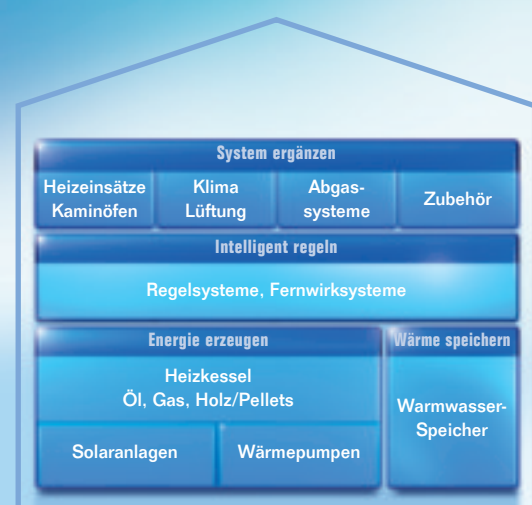 System ergänzen
Heizeinsätze
Kaminöfen
Klima
Lüftung
Abgas-
systeme
Zubehör
Intelligent regeln
Regelsysteme, Fernwirksysteme
Energie erzeugen
Heizkessel
Öl, Gas, Holz/Pellets
Solaranlagen
Wärmepumpen
Wärme speichern
Warmwasser-
Speicher